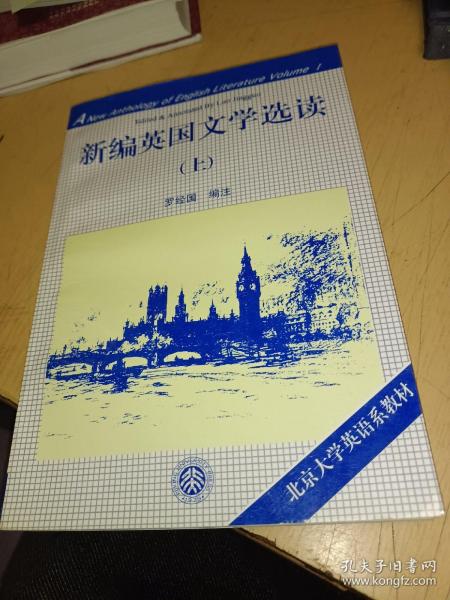 A New Anthology of English Literature Volume 1
Edited & Annotated by Luo Jingguo
新编英国文学选读
（上）
罗经国 编注
北京大学英语系教材
孔夫子旧书网
www.kongfz.com